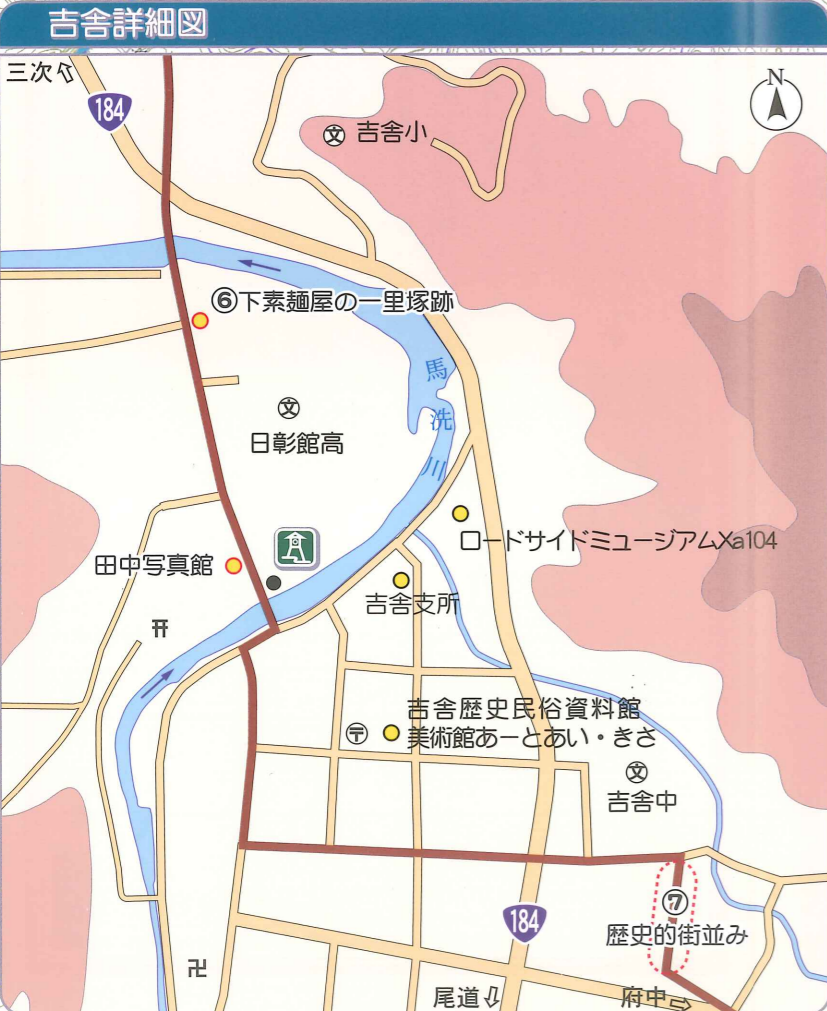 吉舎詳細図
三次
184
N
文 吉舎小
⑥下素麺屋の一里塚跡
馬洗川
文
日彰館高
ロードサイドミュージアムXa104
田中写真館
吉舎支所
吉舎歴史民俗資料館
〒 美術館あーとあい・きさ
文
吉舎中
⑦
歴史的街並み
184
卍
尾道
府中